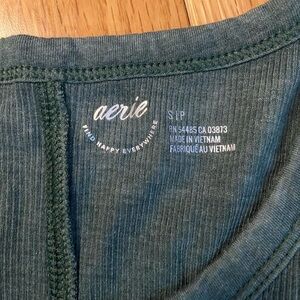 aerie
FIND HAPPY EVERYWHERE
S | P
RN 54485 CA 03873
MADE IN VIETNAM
FABRIQUÉ AU VIETNAM